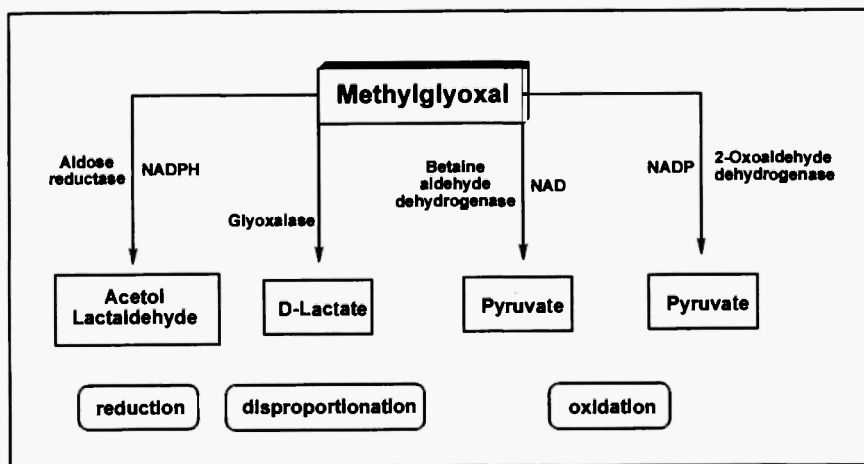 Methylglyoxal
Aldose
reductase
NADPH
Glyoxalase
Betaine
aldehyde
dehydrogenase
NAD
NADP
2-Oxoaldehyde
dehydrogenase
Acetol
Lactaldehyde
D-Lactate
Pyruvate
Pyruvate
reduction
disproportionation
oxidation